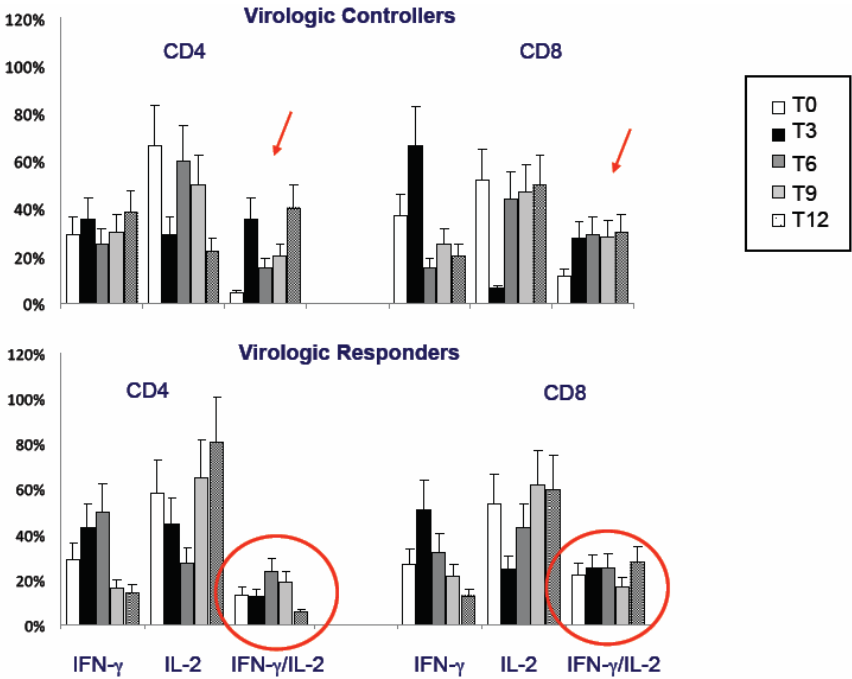 Virologic Controllers
CD4 CD8
120%
100%
80%
60%
40%
20%
0%
T0
T3
T6
T9
T12
Virologic Responders
CD4 CD8
120%
100%
80%
60%
40%
20%
0%
IFN-γ IL-2 IFN-γ/IL-2 IFN-γ IL-2 IFN-γ/IL-2